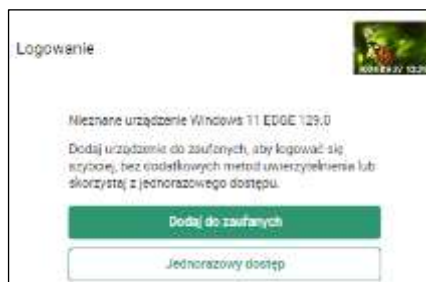 Logowanie
Nieznane urządzenie Windows 11 EDGE 129.0
Dodaj urządzenie do zaufanych, aby logować się
szybciej, bez dodatkowych metod uwierzytelnienia lub
skorzystaj z jednorazowego dostępu.
Dodaj do zaufanych
Jednorazowy dostęp